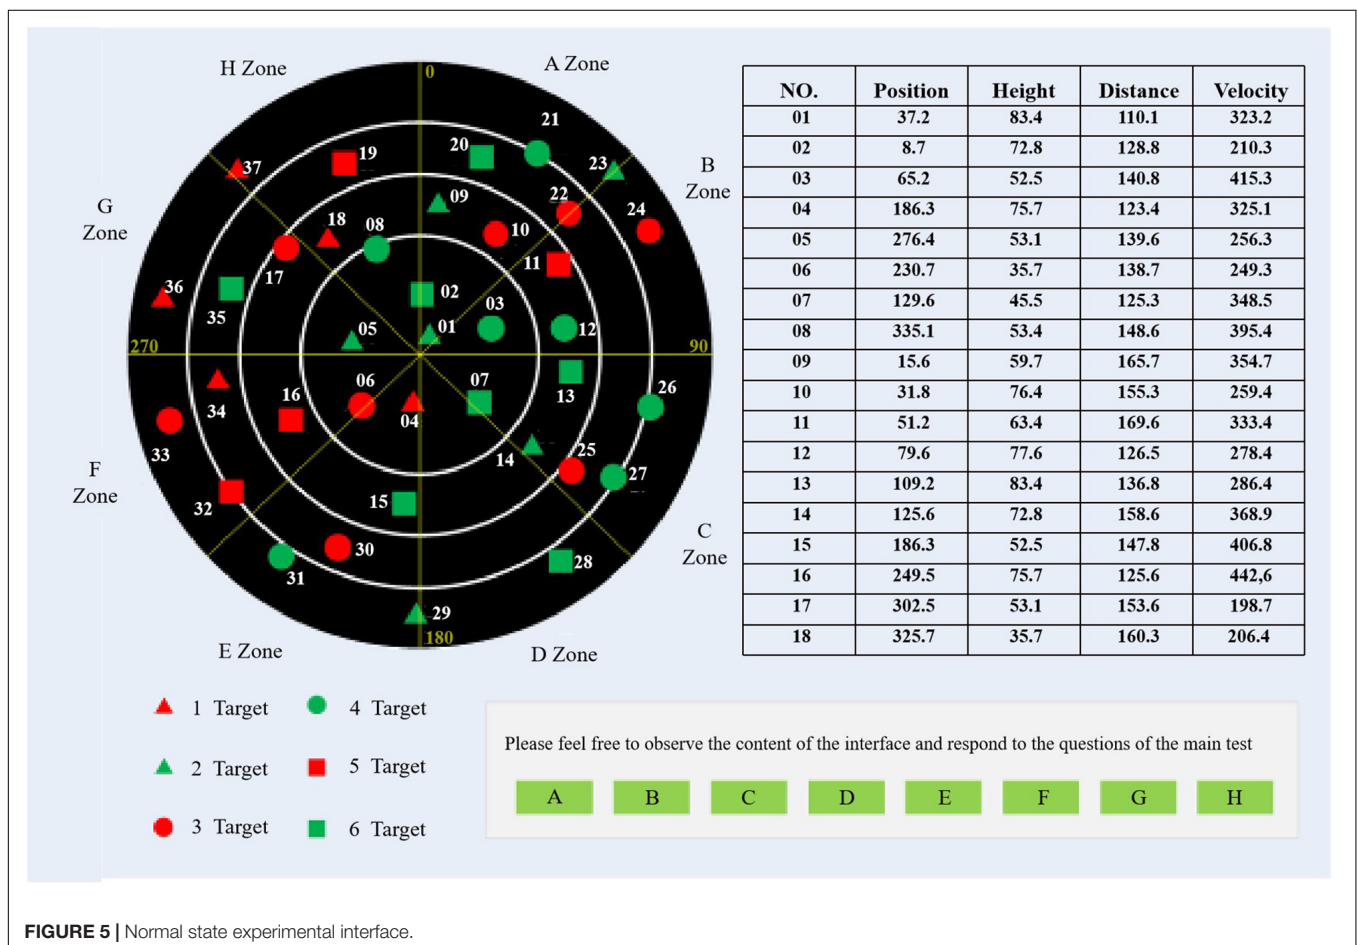 H Zone
A Zone
0
21
20
19
37
23
B
Zone
09
22
24
G
Zone
18
08
10
11
17
36
35
02
03
05
01
12
270
90
06
07
16
13
26
34
04
33
14
25
27
F
Zone
32
15
C
Zone
30
28
31
29
180
E Zone
D Zone
NO. Position Height Distance Velocity
01 37.2 83.4 110.1 323.2
02 8.7 72.8 128.8 210.3
03 65.2 52.5 140.8 415.3
04 186.3 75.7 123.4 325.1
05 276.4 53.1 139.6 256.3
06 230.7 35.7 138.7 249.3
07 129.6 45.5 125.3 348.5
08 335.1 53.4 148.6 395.4
09 15.6 59.7 165.7 354.7
10 31.8 76.4 155.3 259.4
11 51.2 63.4 169.6 333.4
12 79.6 77.6 126.5 278.4
13 109.2 83.4 136.8 286.4
14 125.6 72.8 158.6 368.9
15 186.3 52.5 147.8 406.8
16 249.5 75.7 125.6 442,6
17 302.5 53.1 153.6 198.7
18 325.7 35.7 160.3 206.4
1 Target
4 Target
2 Target
5 Target
3 Target
6 Target
Please feel free to observe the content of the interface and respond to the questions of the main test
A B C D E F G H
FIGURE 5 | Normal state experimental interface.